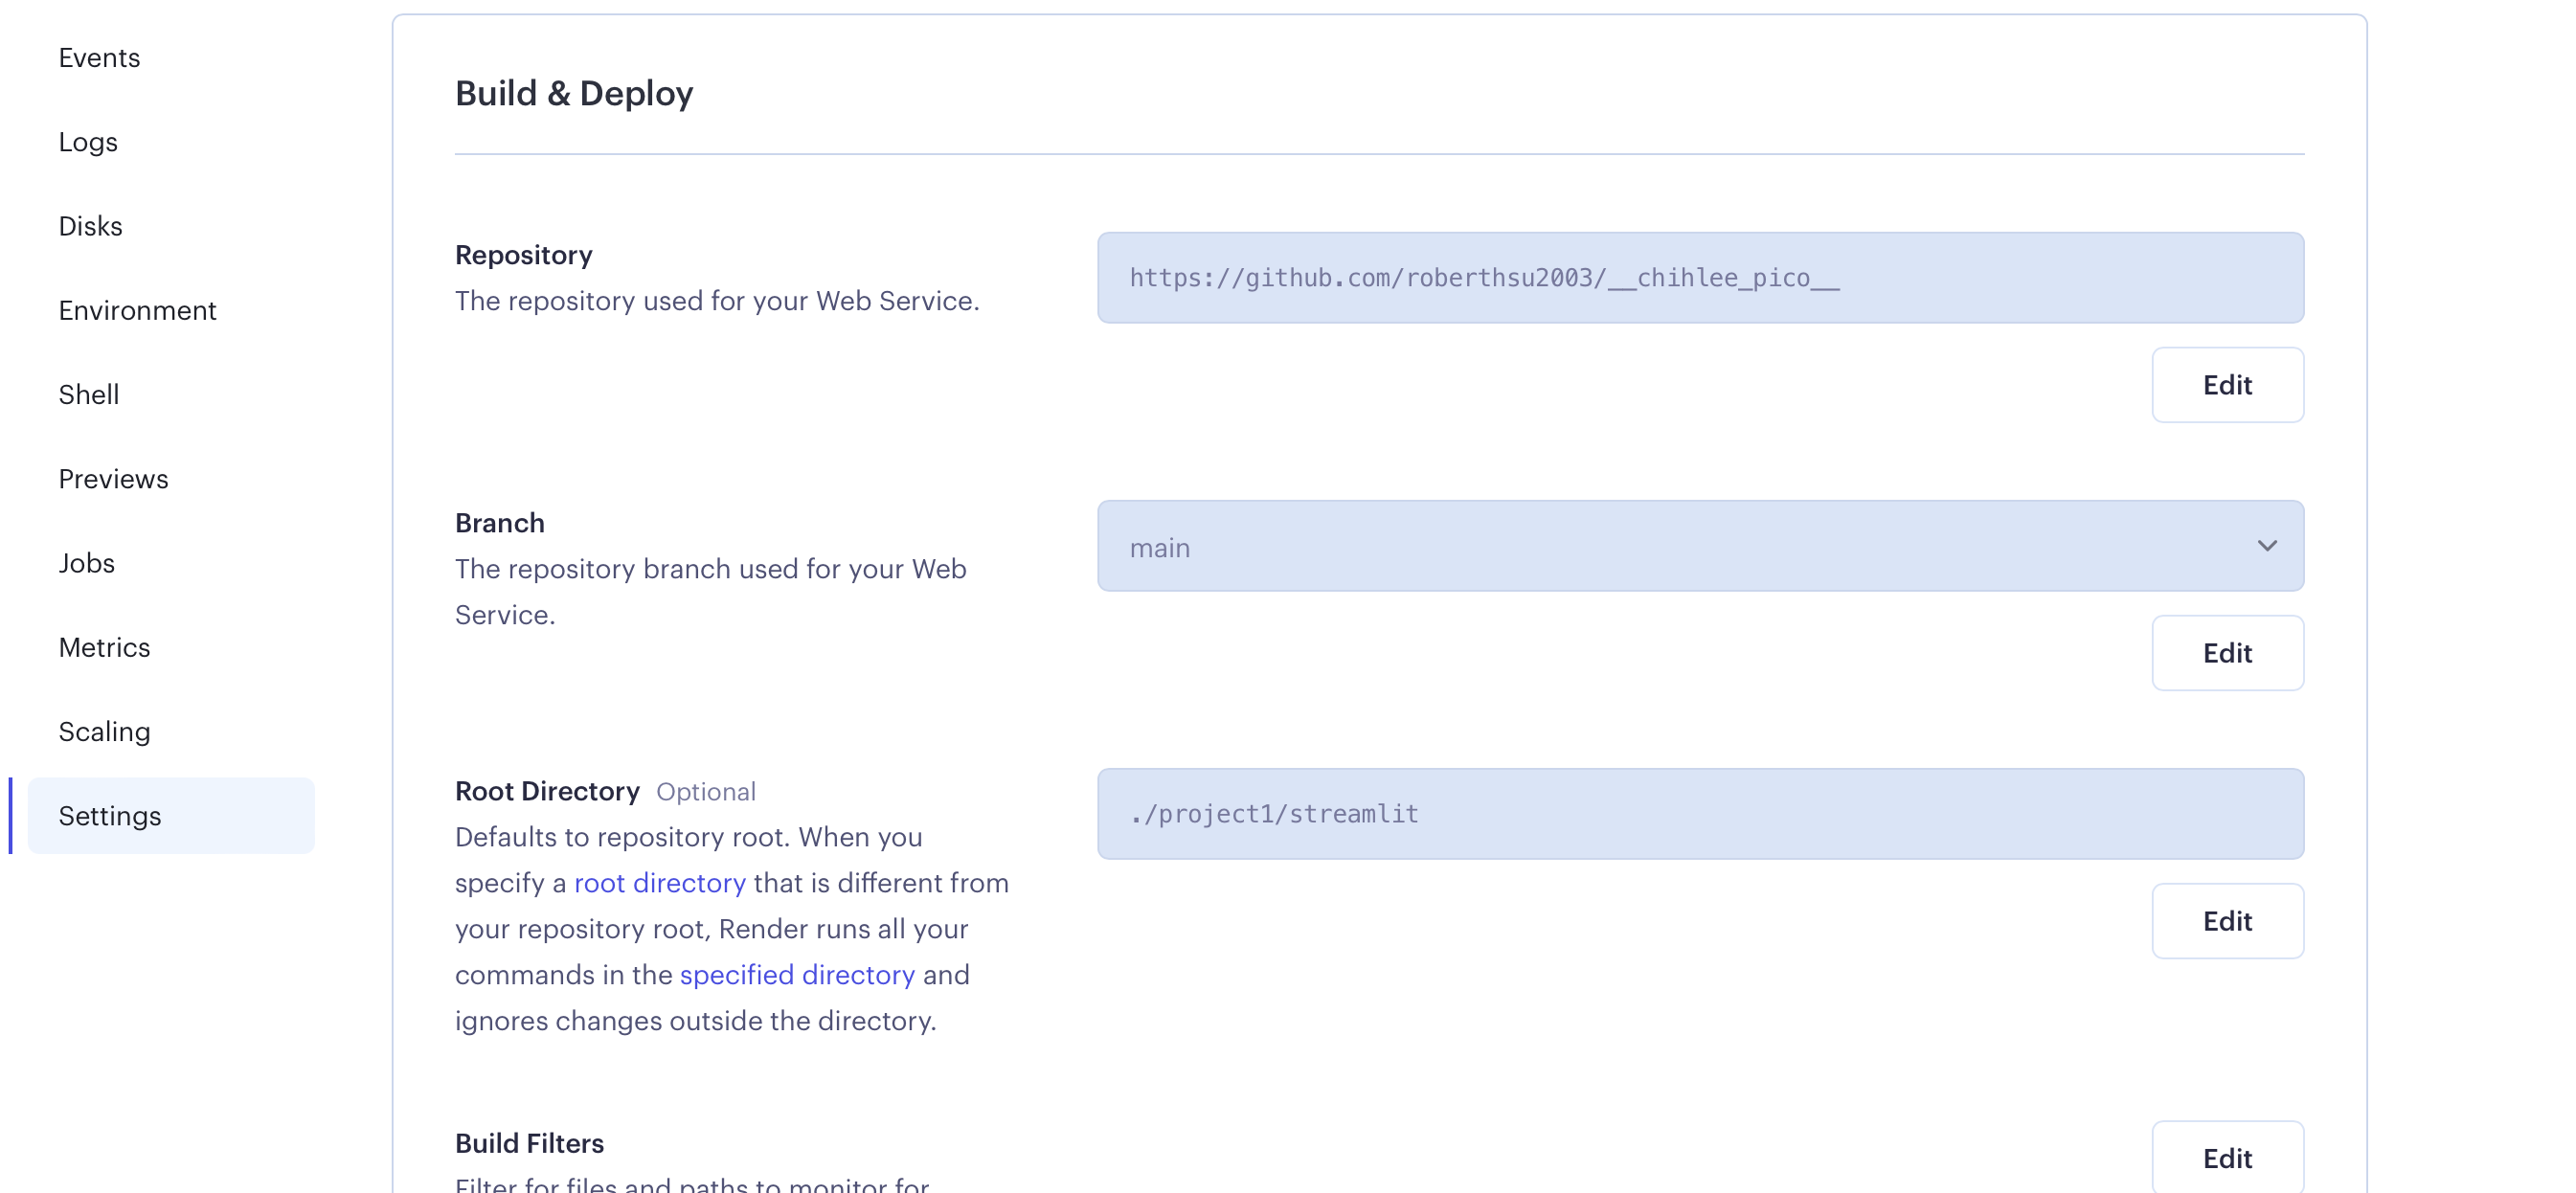 Events
Logs
Disks
Environment
Shell
Previews
Jobs
Metrics
Scaling
Settings
Build & Deploy
Repository
The repository used for your Web Service.
https://github.com/roberthsu2003/__chihlee_pico__
Edit
Branch
The repository branch used for your Web
Service.
main
Edit
Root Directory Optional
Defaults to repository root. When you
specify a root directory that is different from
your repository root, Render runs all your
commands in the specified directory and
ignores changes outside the directory.
./project1/streamlit
Edit
Build Filters
Filter for files and paths to monitor for
Edit